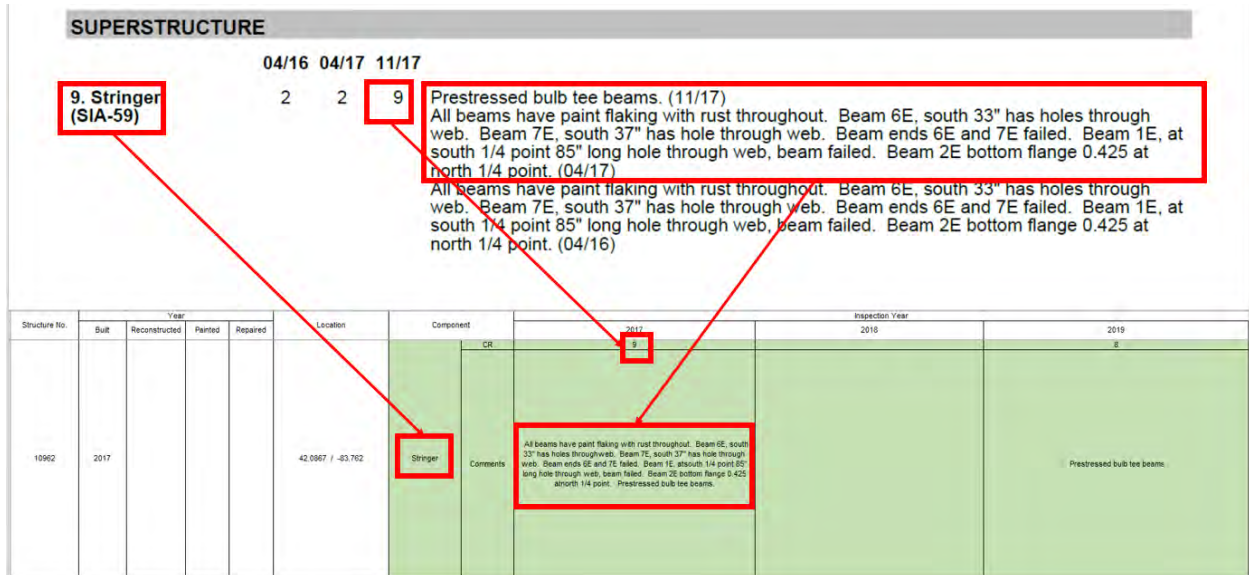 SUPERSTRUCTURE
04/16 04/17 11/17
9. Stringer 2 2 9 Prestressed bulb tee beams. (11/17)
(SIA-59) All beams have paint flaking with rust throughout. Beam 6E, south 33" has holes through
web. Beam 7E, south 37" has hole through web. Beam ends 6E and 7E failed. Beam 1E, at
south 1/4 point 85" long hole through web, beam failed. Beam 2E bottom flange 0.425 at
north 1/4 point. (04/17)
All beams have paint flaking with rust throughout. Beam 6E, south 33" has holes through
web. Beam 7E, south 37" has hole through web. Beam ends 6E and 7E failed. Beam 1E, at
south 1/4 point 85" long hole through web, beam failed. Beam 2E bottom flange 0.425 at
north 1/4 point. (04/16)
Structure No. Year Location Component Inspection Year
Built Reconstructed Painted Repaired 2017 2018 2019
CR 9 8
10962 2017 42.0867 / -83.762 Stringer Comments
All beams have paint flaking with rust throughout. Beam 6E, south
33" has holes throughweb. Beam 7E, south 37" has hole through
web. Beam ends 6E and 7E failed. Beam 1E, atsouth 1/4 point 85"
long hole through web, beam failed. Beam 2E bottom flange 0.425
atnorth 1/4 point. Prestressed bulb tee beams.
Prestressed bulb tee beams.